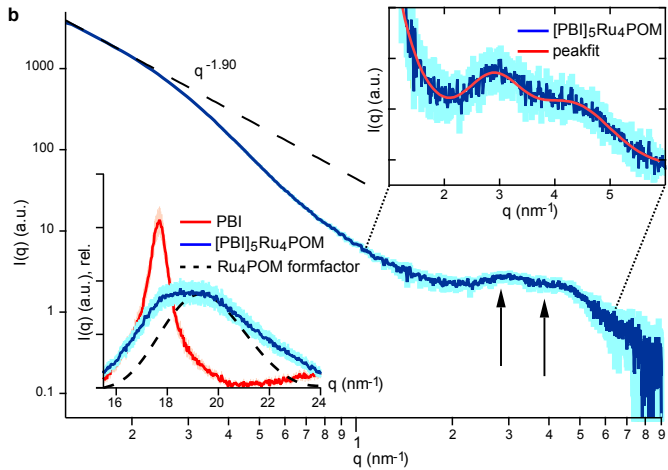 b
1000
100
10
1
0.1
I(q) (a.u.)
q⁻¹·⁹⁰
[PBI]₅Ru₄POM
peakfit
I(q) (a.u.)
2 3 4 5
q (nm⁻¹)
PBI
[PBI]₅Ru₄POM
Ru₄POM formfactor
I(q) (a.u.), rel.
16 18 20 22 24
q (nm⁻¹)
2 3 4 5 6 7 8 9 1 2 3 4 5 6 7 8 9
q (nm⁻¹)